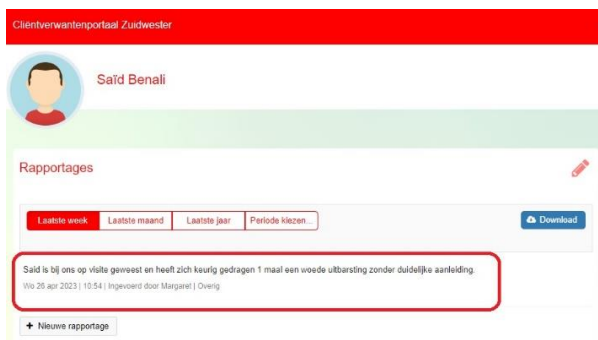 Cliëntverwantenportaal Zuidwester
Saïd Benali
Rapportages
Laatste week Laatste maand Laatste jaar Periode kiezen... Download
Said is bij ons op visite geweest en heeft zich keurig gedragen 1 maal een woede uitbarsting zonder duidelijke aanleiding.
Wo 26 apr 2023 | 10:54 | Ingevoerd door Margaret | Overig
+ Nieuwe rapportage